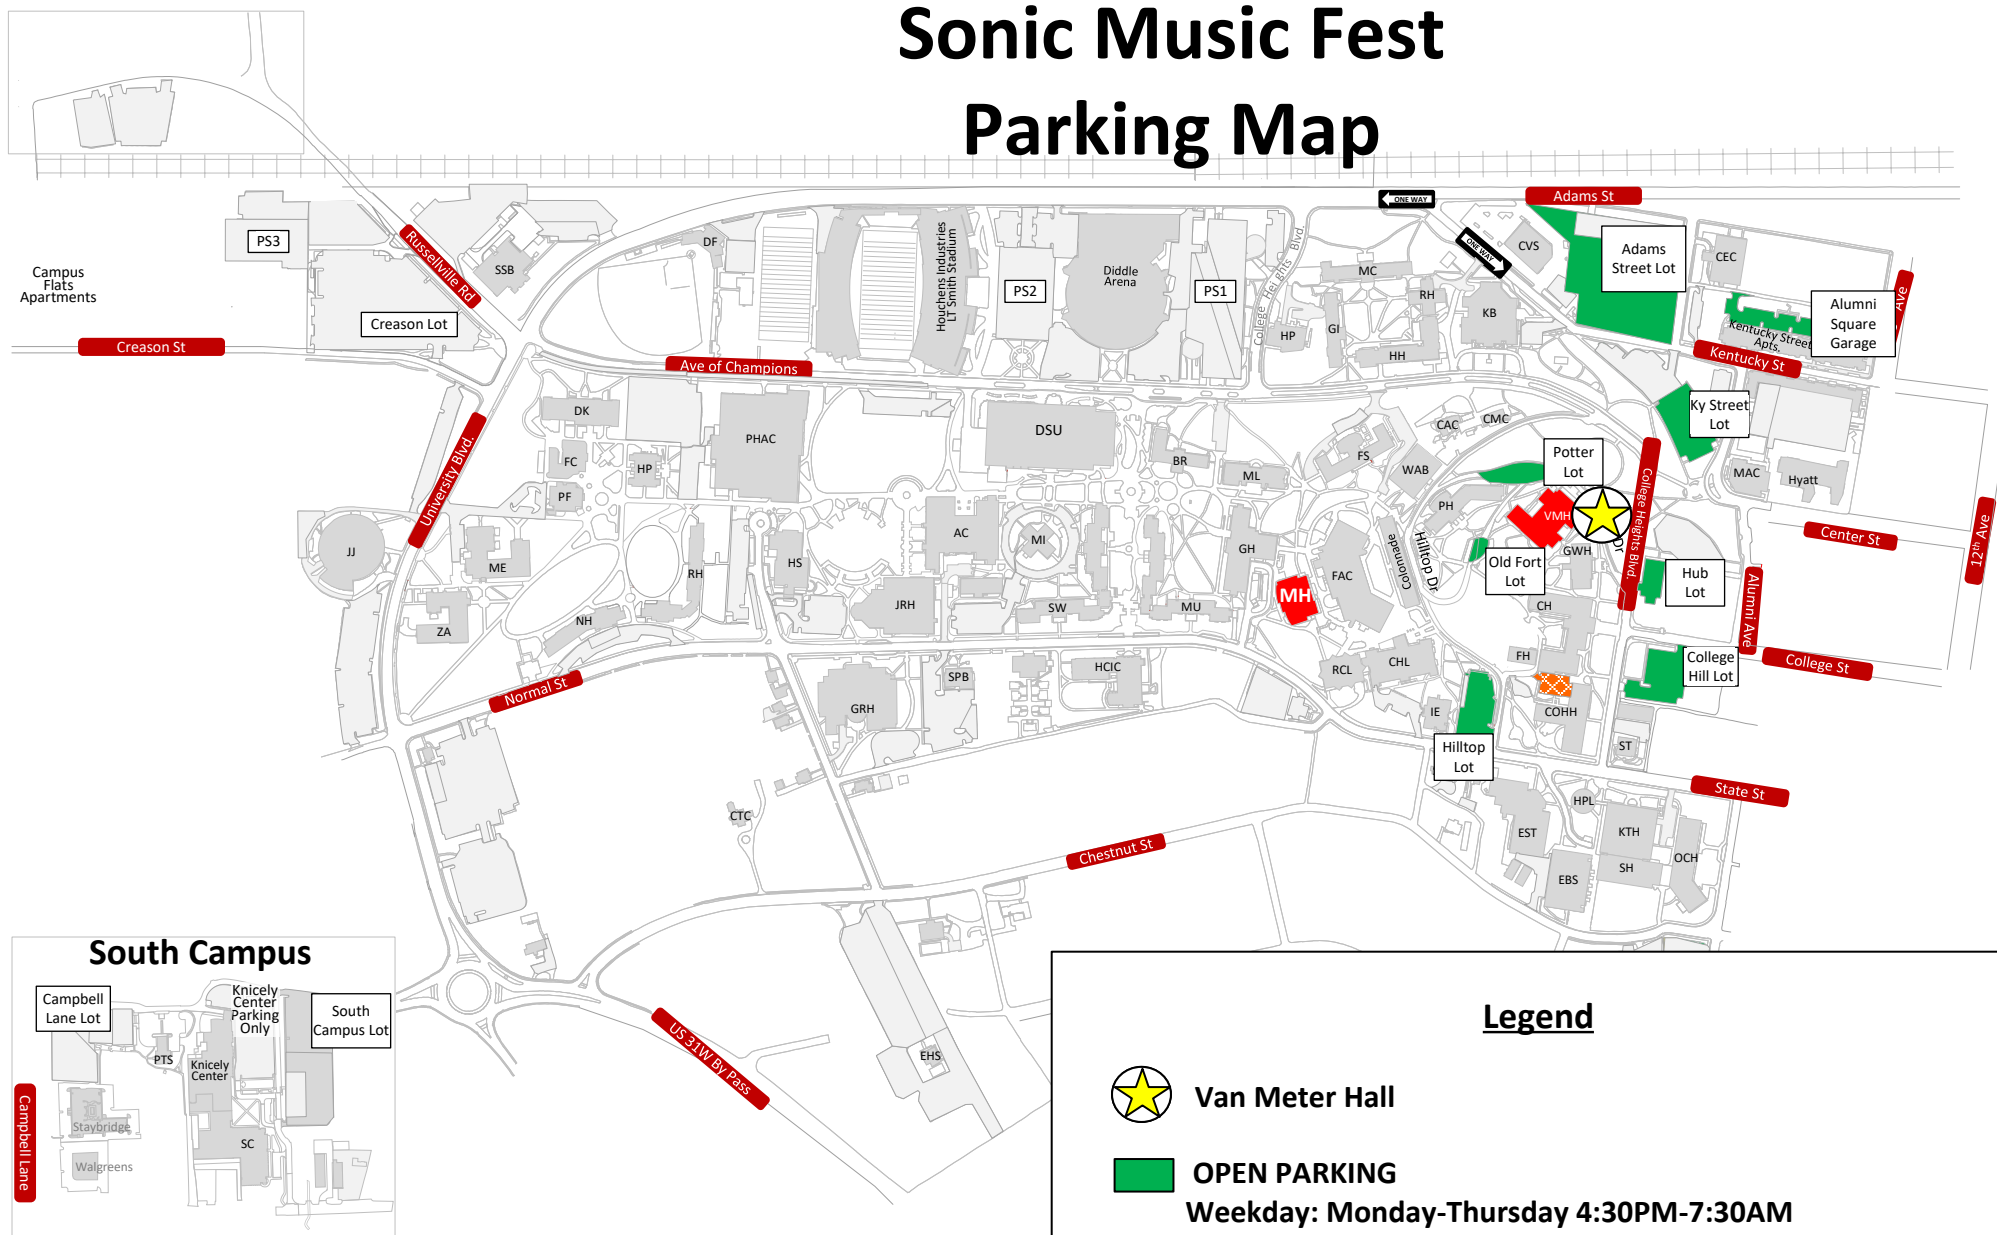 Sonic Music Fest
Parking Map
ONE WAY
Adams St
PS3
Russellville Rd
SSB
DF
Houchens Industries
LT Smith Stadium
PS2
Diddle
Arena
PS1
College Heights Blvd.
MC
RH
ONE WAY
CVS
Adams
Street Lot
CEC
Ave
Campus
Flats
Apartments
Creason Lot
HP
GI
KB
HH
Alumni
Square
Garage
Kentucky Street
Apts.
Creason St
Ave of Champions
Kentucky St
DK
PHAC
DSU
CAC
CMC
Ky Street
Lot
FC
HP
BR
ML
FS
WAB
Potter
Lot
MAC
Hyatt
University Blvd.
PF
PH
VMH
College Heights Blvd.
Dr
Center St
12th Ave
JJ
ME
RH
HS
AC
MI
GH
FAC
Colonade
Hilltop Dr
Old Fort
Lot
GWH
Hub
Lot
Alumni Ave
MH
JRH
SW
MU
CH
ZA
NH
Normal St
GRH
SPB
HCIC
RCL
CHL
FH
College
Hill Lot
College St
IE
COHH
Hilltop
Lot
ST
State St
CTC
HPL
EST
KTH
OCH
Chestnut St
EBS
SH
South Campus
Campbell
Lane Lot
Knicely
Center
Parking
Only
South
Campus Lot
PTS
Knicely
Center
Campbell Lane
Staybridge
SC
Walgreens
US 31W By Pass
EHS
Legend
Van Meter Hall
OPEN PARKING
Weekday: Monday-Thursday 4:30PM-7:30AM